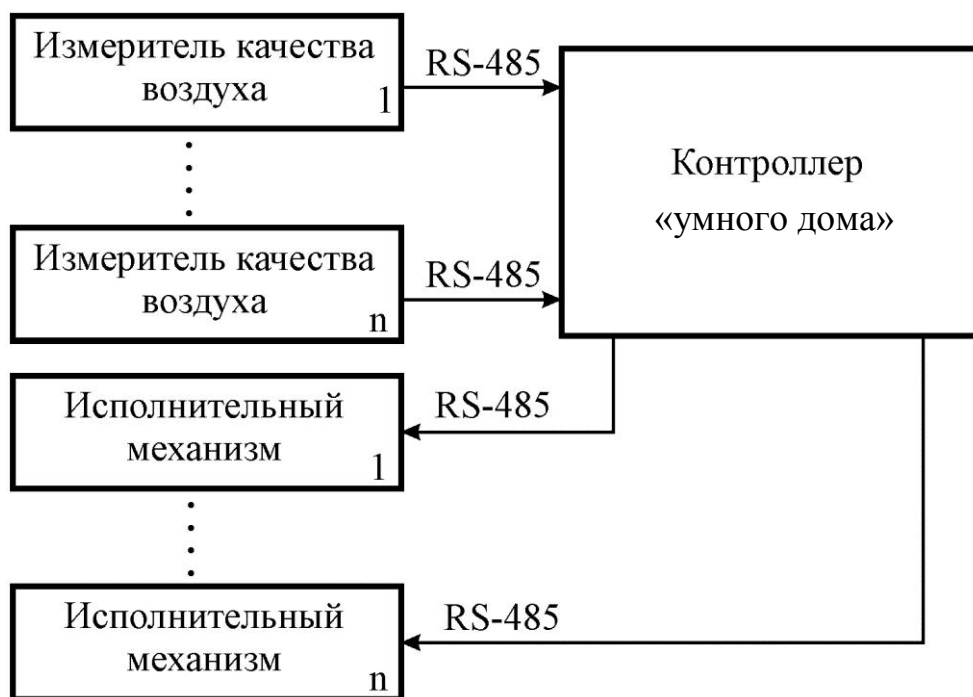 Измеритель качества
воздуха
1
RS-485
Контроллер
«умного дома»
Измеритель качества
воздуха
n
RS-485
Исполнительный
механизм
1
RS-485
Исполнительный
механизм
n
RS-485